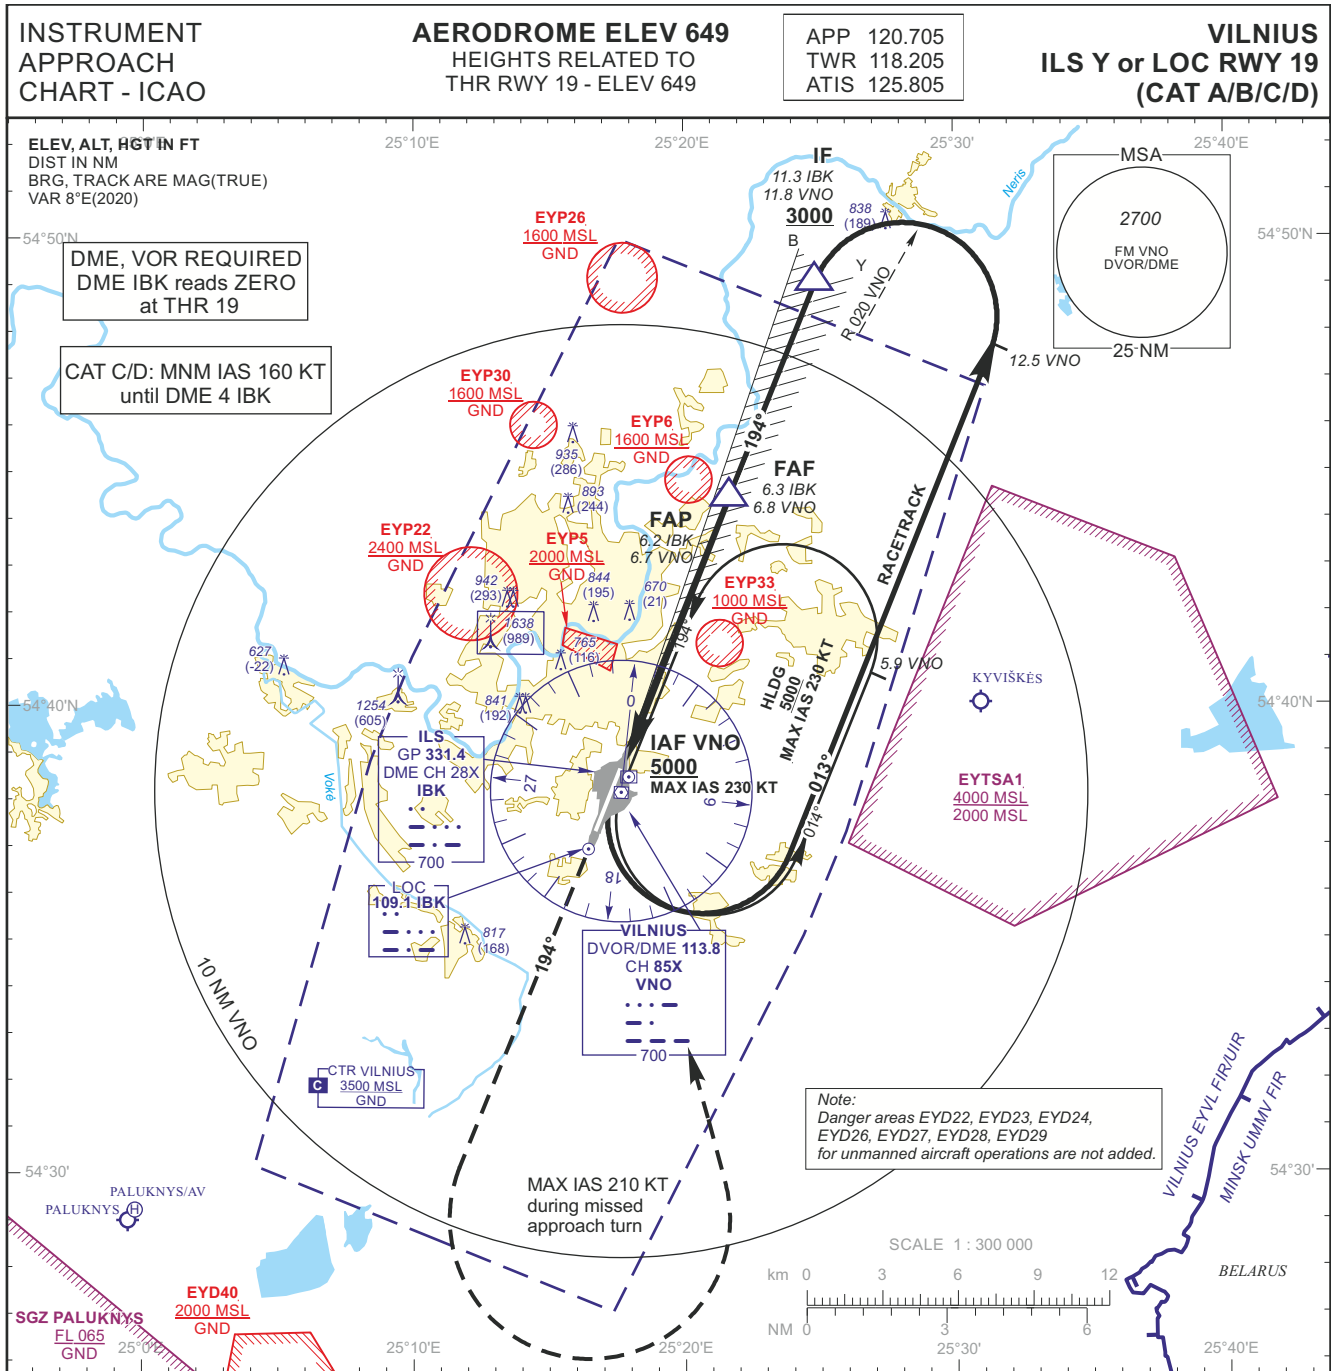 INSTRUMENT
APPROACH
CHART - ICAO
AERODROME ELEV 649
HEIGHTS RELATED TO
THR RWY 19 - ELEV 649
APP 120.705
TWR 118.205
ATIS 125.805
VILNIUS
ILS Y or LOC RWY 19
(CAT A/B/C/D)
25°0'E
25°10'E
25°20'E
25°30'E
25°40'E
ELEV, ALT, HGT IN FT
DIST IN NM
BRG, TRACK ARE MAG(TRUE)
VAR 8°E(2020)
54°50'N
54°50'N
DME, VOR REQUIRED
DME IBK reads ZERO
at THR 19
CAT C/D: MNM IAS 160 KT
until DME 4 IBK
EYP26
1600 MSL
GND
IF
11.3 IBK
11.8 VNO
3000
838
(189)
Neris
MSA
2700
FM VNO
DVOR/DME
25 NM
B
Y
R 020 VNO
12.5 VNO
EYP30
1600 MSL
GND
935
(286)
893
(244)
EYP6
1600 MSL
GND
194°
FAF
6.3 IBK
6.8 VNO
FAP
6.2 IBK
6.7 VNO
RACETRACK
EYP22
2400 MSL
GND
EYP5
2000 MSL
GND
942
(293)
844
(195)
670
(21)
1638
(989)
765
(116)
EYP33
1000 MSL
GND
194°
627
(-22)
1254
(605)
841
(192)
HLDG
5000
MAX IAS 230 KT
5.9 VNO
KYVIŠKĖS
54°40'N
54°40'N
0
9
18
27
ILS
GP 331.4
DME CH 28X
IBK
700
IAF VNO
5000
MAX IAS 230 KT
013°
014°
EYTSA1
4000 MSL
2000 MSL
Vokė
LOC
109.1 IBK
817
(168)
VILNIUS
DVOR/DME 113.8
CH 85X
VNO
700
194°
10 NM VNO
C
CTR VILNIUS
3500 MSL
GND
Note:
Danger areas EYD22, EYD23, EYD24,
EYD26, EYD27, EYD28, EYD29
for unmanned aircraft operations are not added.
VILNIUS EYVL FIR/UIR
MINSK UMMV FIR
54°30'
54°30'N
PALUKNYS/AV
PALUKNYS
H
MAX IAS 210 KT
during missed
approach turn
SCALE 1 : 300 000
km 0 3 6 9 12
NM 0 3 6
BELARUS
SGZ PALUKNYS
FL 065
GND
EYD40
2000 MSL
GND
25°0'E
25°10'E
25°20'E
25°30'E
25°40'E